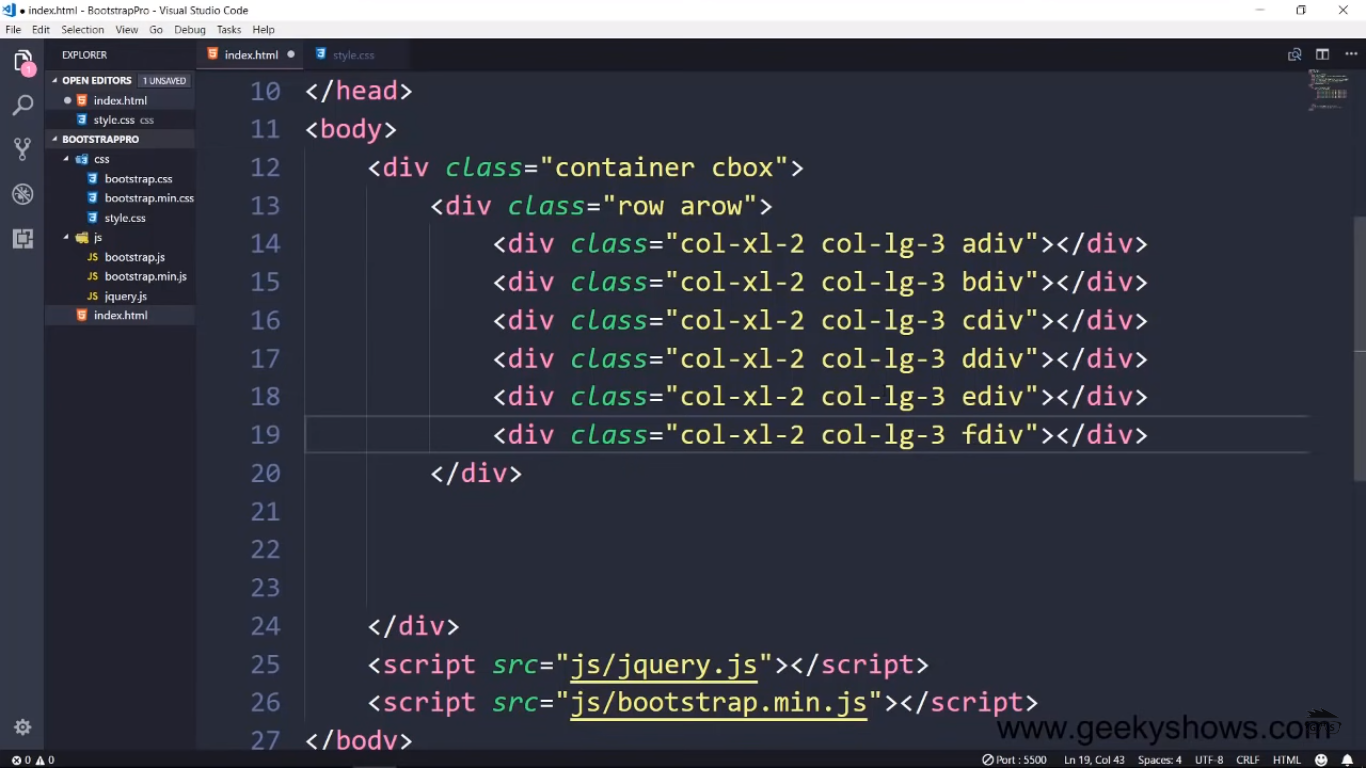 ● index.html - BootstrapPro - Visual Studio Code
File Edit Selection View Go Debug Tasks Help
EXPLORER
1
OPEN EDITORS 1 UNSAVED
● index.html
style.css css
BOOTSTRAPPRO
css
bootstrap.css
bootstrap.min.css
style.css
js
JS bootstrap.js
JS bootstrap.min.js
JS jquery.js
index.html
index.html ●
style.css
10 </head>
11 <body>
12 <div class="container cbox">
13 <div class="row arow">
14 <div class="col-xl-2 col-lg-3 adiv"></div>
15 <div class="col-xl-2 col-lg-3 bdiv"></div>
16 <div class="col-xl-2 col-lg-3 cdiv"></div>
17 <div class="col-xl-2 col-lg-3 ddiv"></div>
18 <div class="col-xl-2 col-lg-3 ediv"></div>
19 <div class="col-xl-2 col-lg-3 fdiv"></div>
20 </div>
21
22
23
24 </div>
25 <script src="js/jquery.js"></script>
26 <script src="js/bootstrap.min.js"></script>
27 </body>
www.geekyshows.com
0 0
Port : 5500 Ln 19, Col 43 Spaces: 4 UTF-8 CRLF HTML